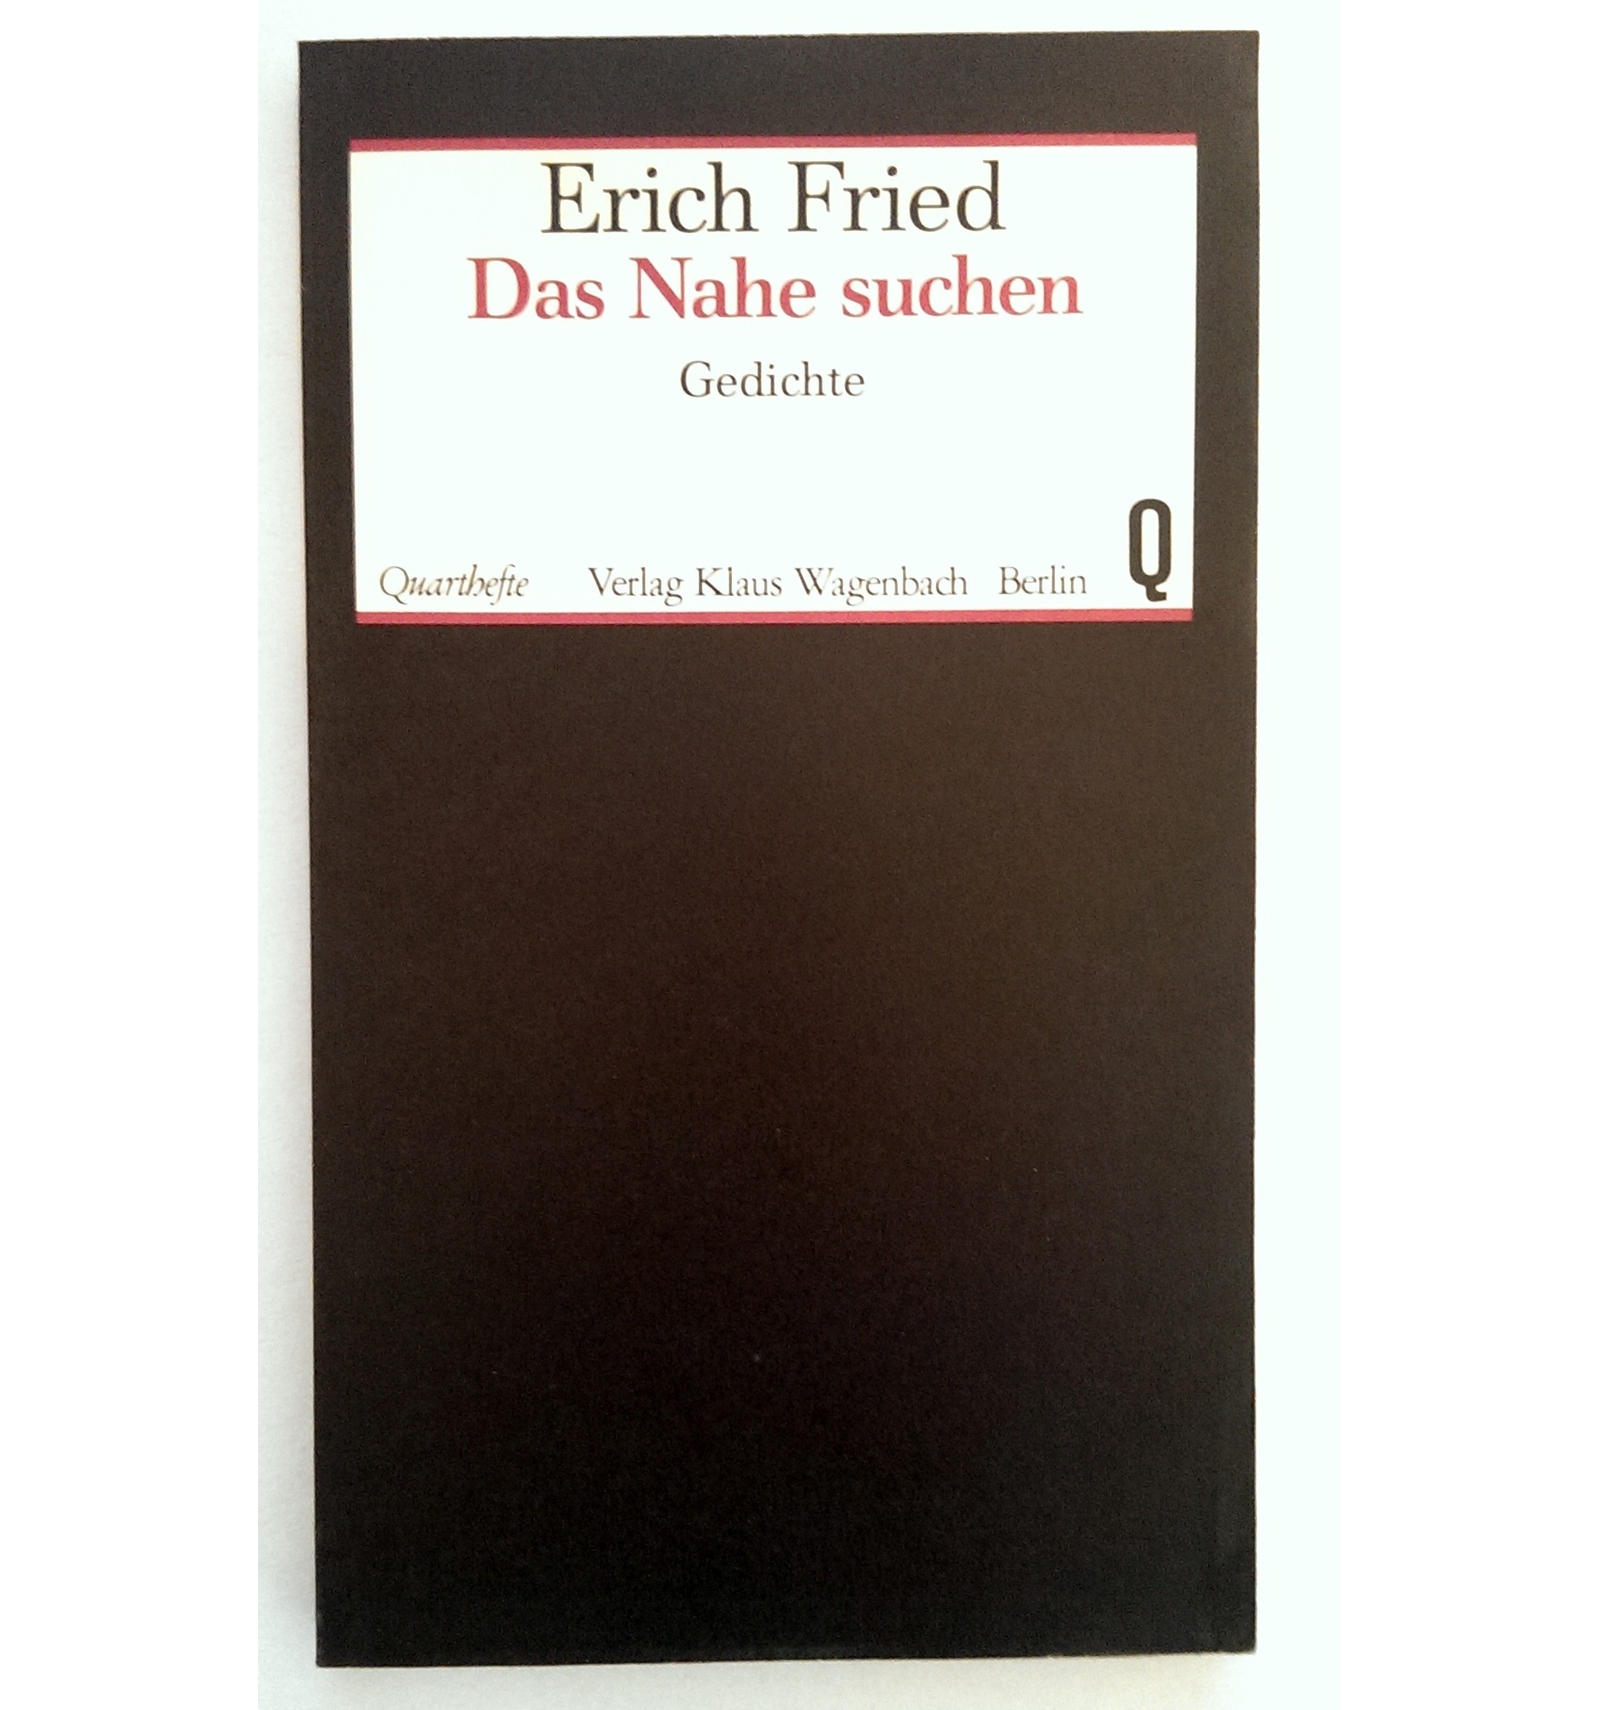 Erich Fried
Das Nahe suchen
Gedichte
Q
Quarthefte Verlag Klaus Wagenbach Berlin